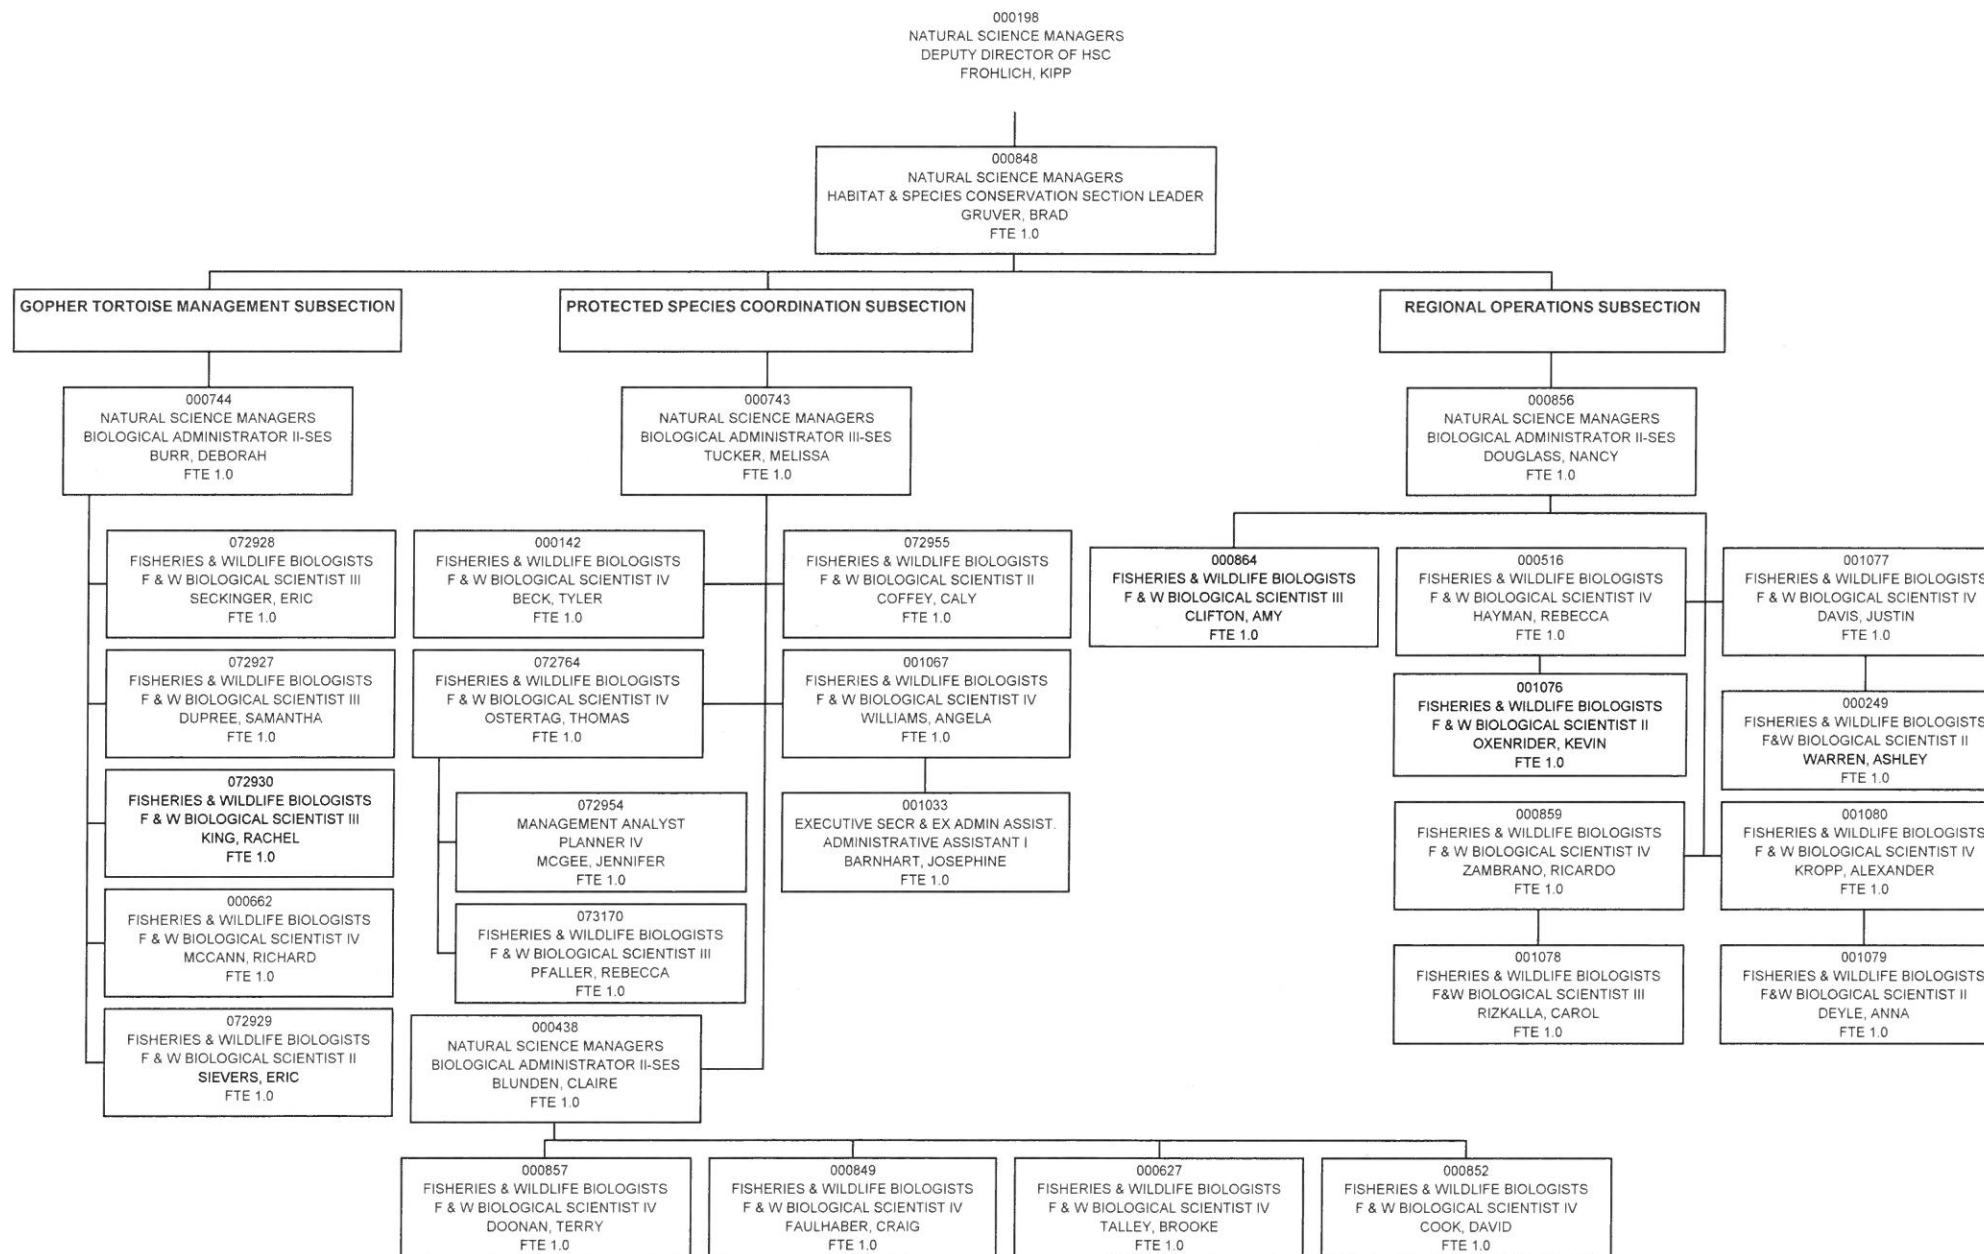 000198
NATURAL SCIENCE MANAGERS
DEPUTY DIRECTOR OF HSC
FROHLICH, KIPP
000848
NATURAL SCIENCE MANAGERS
HABITAT & SPECIES CONSERVATION SECTION LEADER
GRUVER, BRAD
FTE 1.0
GOPHER TORTOISE MANAGEMENT SUBSECTION
PROTECTED SPECIES COORDINATION SUBSECTION
REGIONAL OPERATIONS SUBSECTION
000744
NATURAL SCIENCE MANAGERS
BIOLOGICAL ADMINISTRATOR II-SES
BURR, DEBORAH
FTE 1.0
000743
NATURAL SCIENCE MANAGERS
BIOLOGICAL ADMINISTRATOR III-SES
TUCKER, MELISSA
FTE 1.0
000856
NATURAL SCIENCE MANAGERS
BIOLOGICAL ADMINISTRATOR II-SES
DOUGLASS, NANCY
FTE 1.0
072928
FISHERIES & WILDLIFE BIOLOGISTS
F & W BIOLOGICAL SCIENTIST III
SECKINGER, ERIC
FTE 1.0
072927
FISHERIES & WILDLIFE BIOLOGISTS
F & W BIOLOGICAL SCIENTIST III
DUPREE, SAMANTHA
FTE 1.0
072930
FISHERIES & WILDLIFE BIOLOGISTS
F & W BIOLOGICAL SCIENTIST III
KING, RACHEL
FTE 1.0
000662
FISHERIES & WILDLIFE BIOLOGISTS
F & W BIOLOGICAL SCIENTIST IV
MCCANN, RICHARD
FTE 1.0
072929
FISHERIES & WILDLIFE BIOLOGISTS
F & W BIOLOGICAL SCIENTIST II
SIEVERS, ERIC
FTE 1.0
000142
FISHERIES & WILDLIFE BIOLOGISTS
F & W BIOLOGICAL SCIENTIST IV
BECK, TYLER
FTE 1.0
072955
FISHERIES & WILDLIFE BIOLOGISTS
F & W BIOLOGICAL SCIENTIST II
COFFEY, CALY
FTE 1.0
072764
FISHERIES & WILDLIFE BIOLOGISTS
F & W BIOLOGICAL SCIENTIST IV
OSTERTAG, THOMAS
FTE 1.0
001067
FISHERIES & WILDLIFE BIOLOGISTS
F & W BIOLOGICAL SCIENTIST IV
WILLIAMS, ANGELA
FTE 1.0
072954
MANAGEMENT ANALYST
PLANNER IV
MCGEE, JENNIFER
FTE 1.0
001033
EXECUTIVE SECR & EX ADMIN ASSIST.
ADMINISTRATIVE ASSISTANT I
BARNHART, JOSEPHINE
FTE 1.0
073170
FISHERIES & WILDLIFE BIOLOGISTS
F & W BIOLOGICAL SCIENTIST III
PFALLER, REBECCA
FTE 1.0
000438
NATURAL SCIENCE MANAGERS
BIOLOGICAL ADMINISTRATOR II-SES
BLUNDEN, CLAIRE
FTE 1.0
000864
FISHERIES & WILDLIFE BIOLOGISTS
F & W BIOLOGICAL SCIENTIST III
CLIFTON, AMY
FTE 1.0
000516
FISHERIES & WILDLIFE BIOLOGISTS
F & W BIOLOGICAL SCIENTIST IV
HAYMAN, REBECCA
FTE 1.0
001077
FISHERIES & WILDLIFE BIOLOGISTS
F & W BIOLOGICAL SCIENTIST IV
DAVIS, JUSTIN
FTE 1.0
001076
FISHERIES & WILDLIFE BIOLOGISTS
F & W BIOLOGICAL SCIENTIST II
OXENRIDER, KEVIN
FTE 1.0
000249
FISHERIES & WILDLIFE BIOLOGISTS
F&W BIOLOGICAL SCIENTIST II
WARREN, ASHLEY
FTE 1.0
000859
FISHERIES & WILDLIFE BIOLOGISTS
F & W BIOLOGICAL SCIENTIST IV
ZAMBRANO, RICARDO
FTE 1.0
001080
FISHERIES & WILDLIFE BIOLOGISTS
F & W BIOLOGICAL SCIENTIST IV
KROPP, ALEXANDER
FTE 1.0
001078
FISHERIES & WILDLIFE BIOLOGISTS
F&W BIOLOGICAL SCIENTIST III
RIZKALLA, CAROL
FTE 1.0
001079
FISHERIES & WILDLIFE BIOLOGISTS
F&W BIOLOGICAL SCIENTIST II
DEYLE, ANNA
FTE 1.0
000857
FISHERIES & WILDLIFE BIOLOGISTS
F & W BIOLOGICAL SCIENTIST IV
DOONAN, TERRY
FTE 1.0
000849
FISHERIES & WILDLIFE BIOLOGISTS
F & W BIOLOGICAL SCIENTIST IV
FAULHABER, CRAIG
FTE 1.0
000627
FISHERIES & WILDLIFE BIOLOGISTS
F & W BIOLOGICAL SCIENTIST IV
TALLEY, BROOKE
FTE 1.0
000852
FISHERIES & WILDLIFE BIOLOGISTS
F & W BIOLOGICAL SCIENTIST IV
COOK, DAVID
FTE 1.0